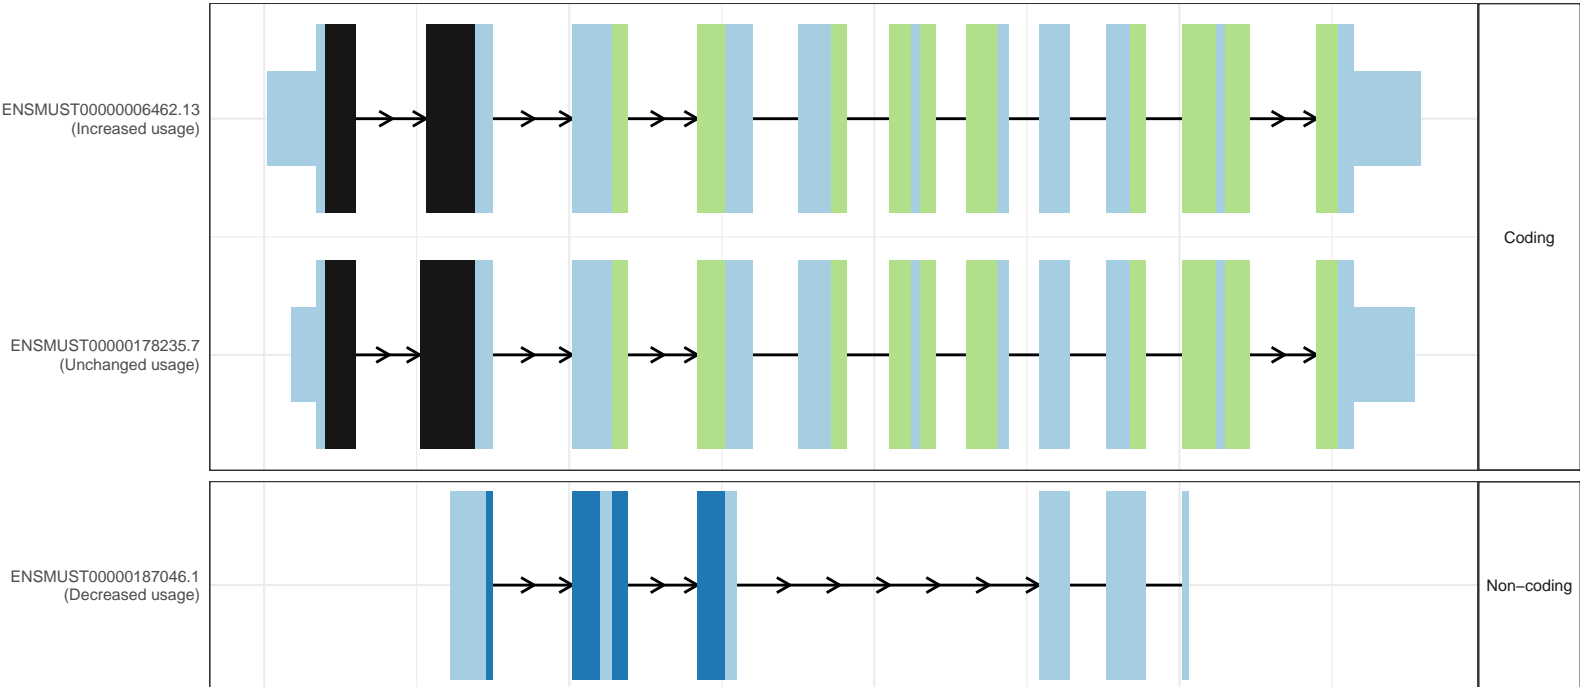 ENSMUST00000006462.13
(Increased usage)
Coding
ENSMUST00000178235.7
(Unchanged usage)
ENSMUST00000187046.1
(Decreased usage)
Non−coding